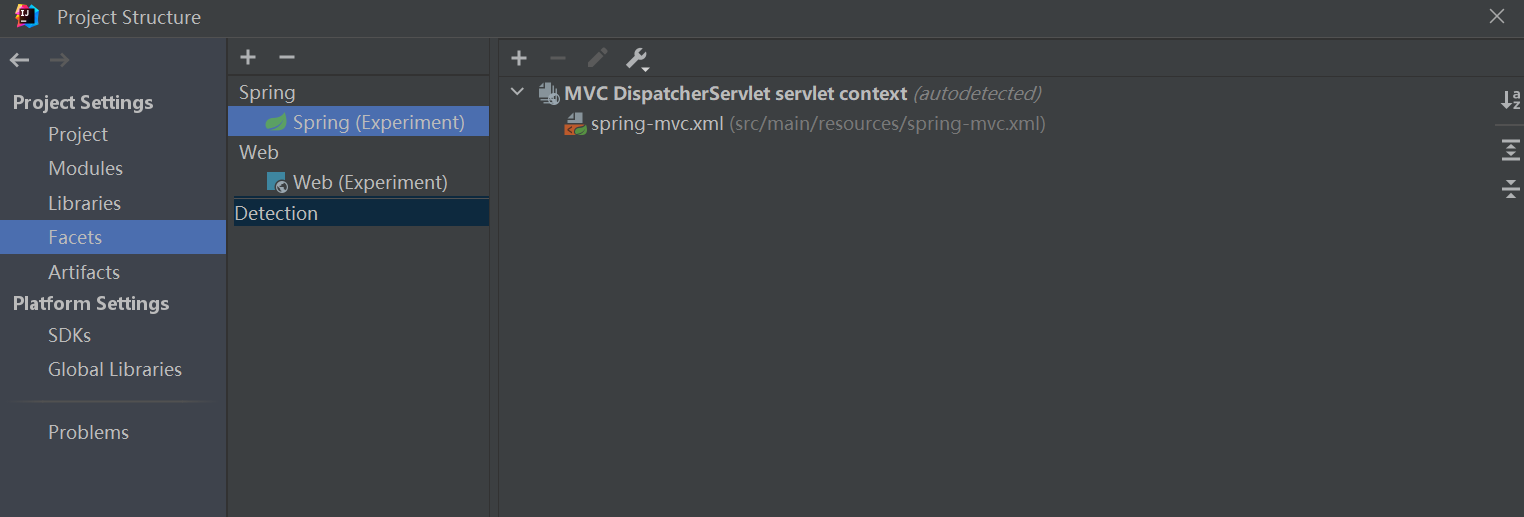 Project Structure
Project Settings
Project
Modules
Libraries
Facets
Artifacts
Platform Settings
SDKs
Global Libraries
Problems
Spring
Spring (Experiment)
Web
Web (Experiment)
Detection
MVC DispatcherServlet servlet context (autodetected)
spring-mvc.xml (src/main/resources/spring-mvc.xml)